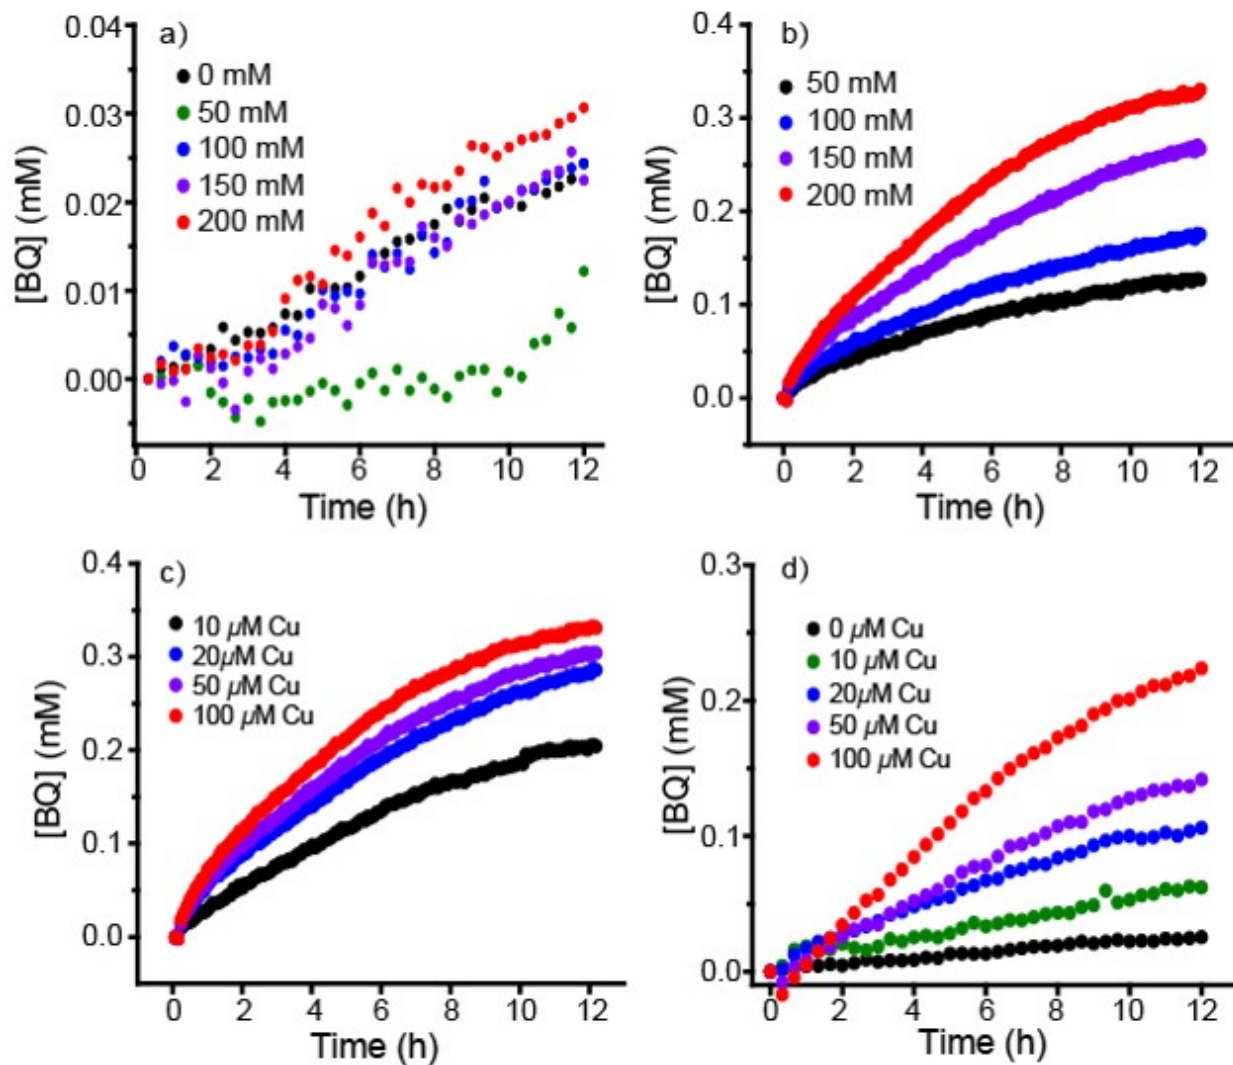 a)
0 mM
50 mM
100 mM
150 mM
200 mM
[BQ] (mM)
0.04
0.03
0.02
0.01
0.00
0 2 4 6 8 10 12
Time (h)
b)
50 mM
100 mM
150 mM
200 mM
[BQ] (mM)
0.4
0.3
0.2
0.1
0.0
0 2 4 6 8 10 12
Time (h)
c)
10 µM Cu
20µM Cu
50 µM Cu
100 µM Cu
[BQ] (mM)
0.4
0.3
0.2
0.1
0.0
0 2 4 6 8 10 12
Time (h)
d)
0 µM Cu
10 µM Cu
20µM Cu
50 µM Cu
100 µM Cu
[BQ] (mM)
0.3
0.2
0.1
0.0
0 2 4 6 8 10 12
Time (h)